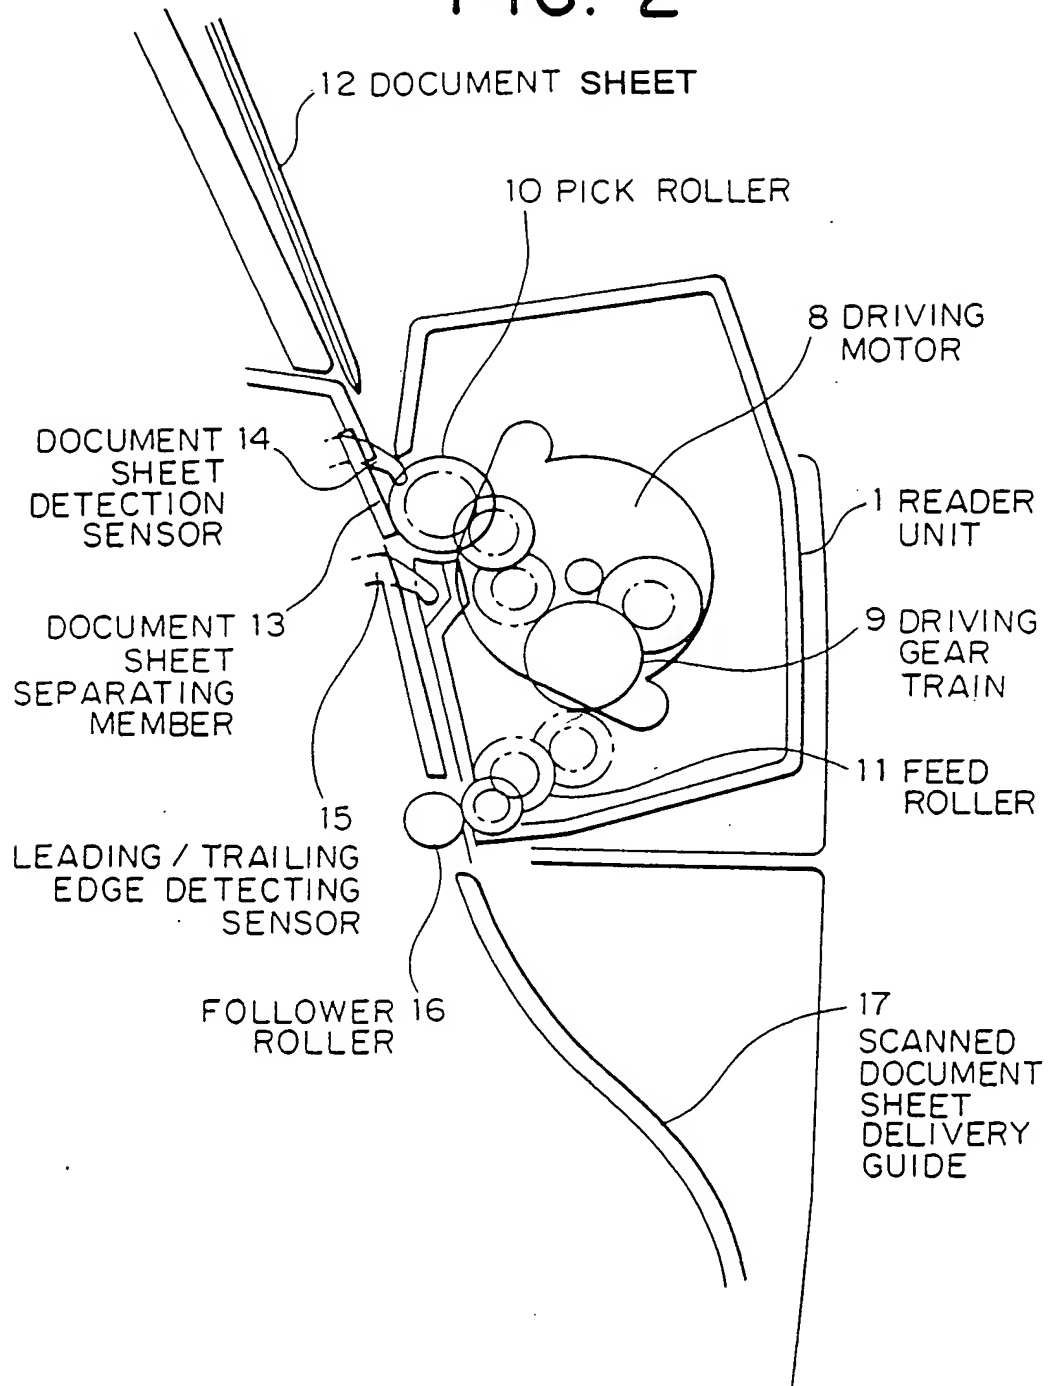 FIG. 2
12 DOCUMENT SHEET
10 PICK ROLLER
8 DRIVING
MOTOR
DOCUMENT 14
SHEET
DETECTION
SENSOR
1 READER
UNIT
DOCUMENT 13
SHEET
SEPARATING
MEMBER
9 DRIVING
GEAR
TRAIN
11 FEED
ROLLER
15
LEADING / TRAILING
EDGE DETECTING
SENSOR
FOLLOWER 16
ROLLER
17
SCANNED
DOCUMENT
SHEET
DELIVERY
GUIDE